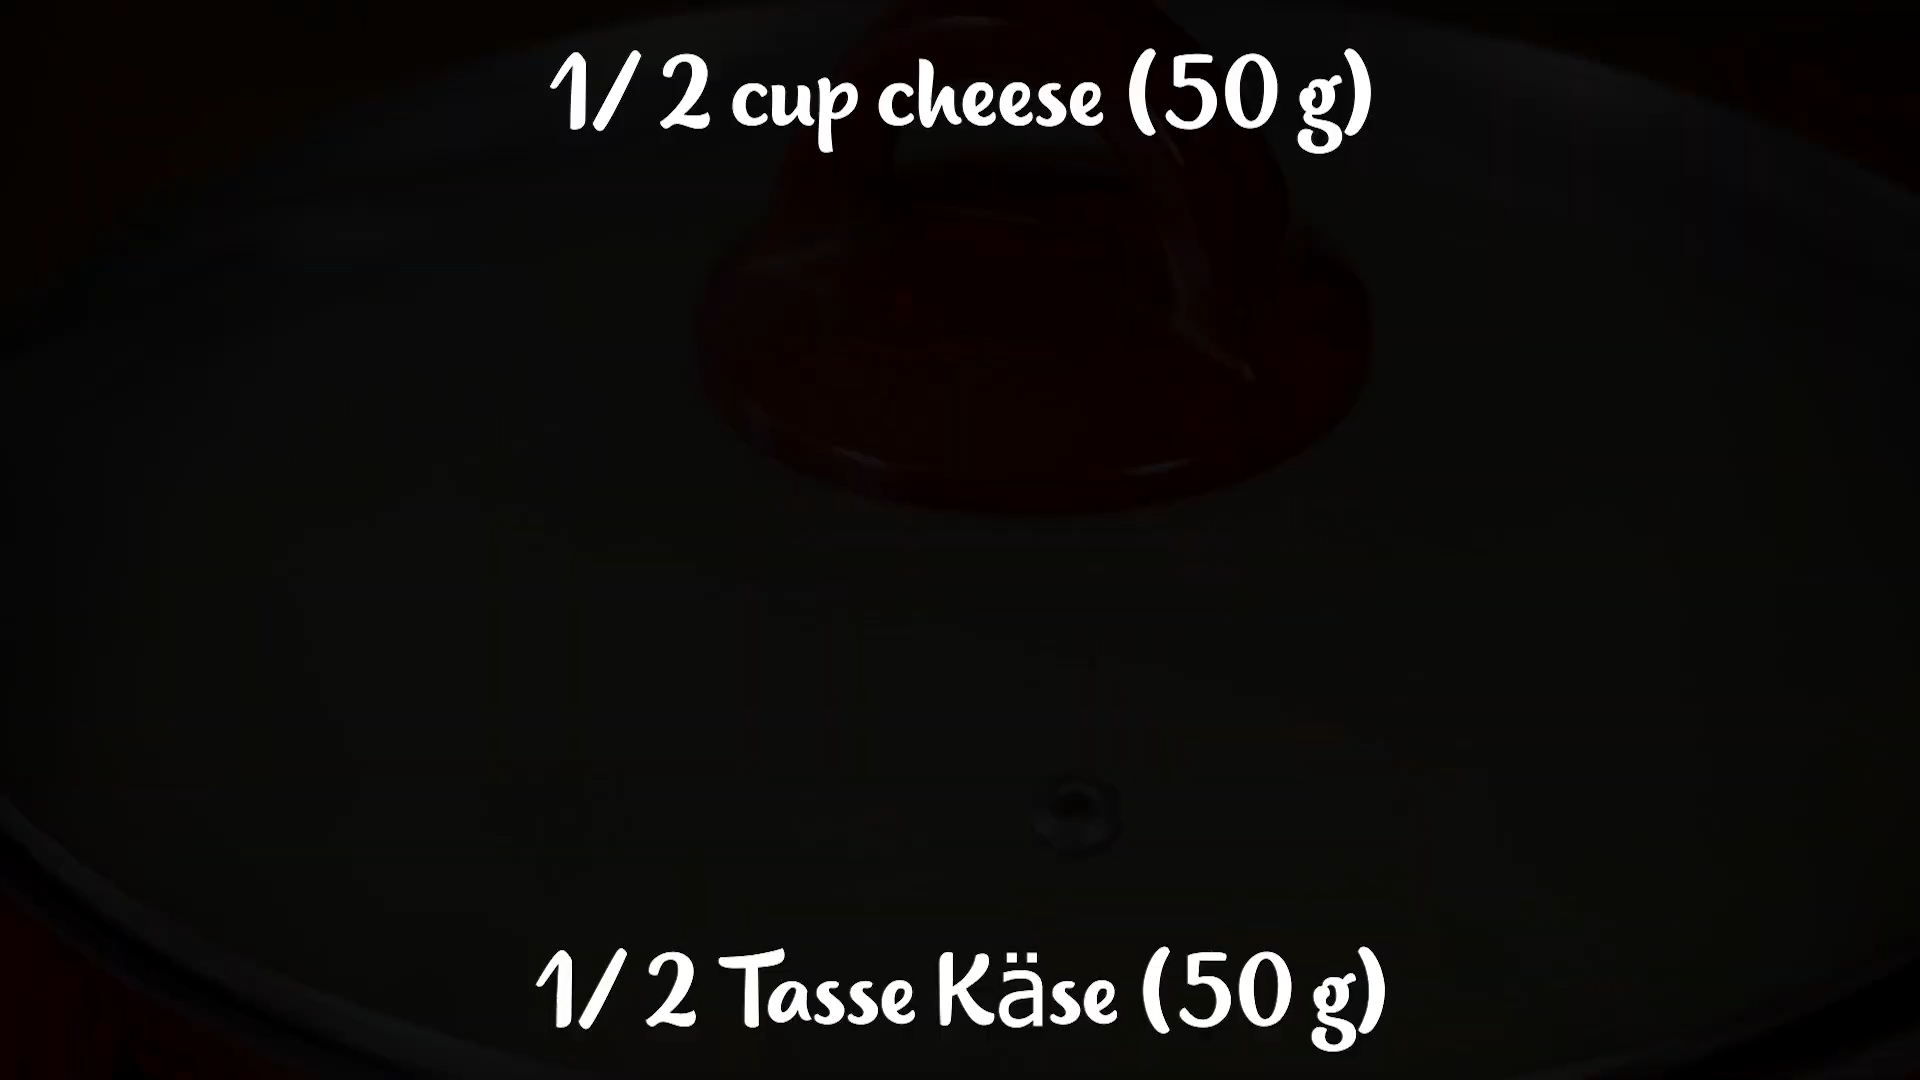 1/2 cup cheese (50 g)
1/2 Tasse Käse (50 g)